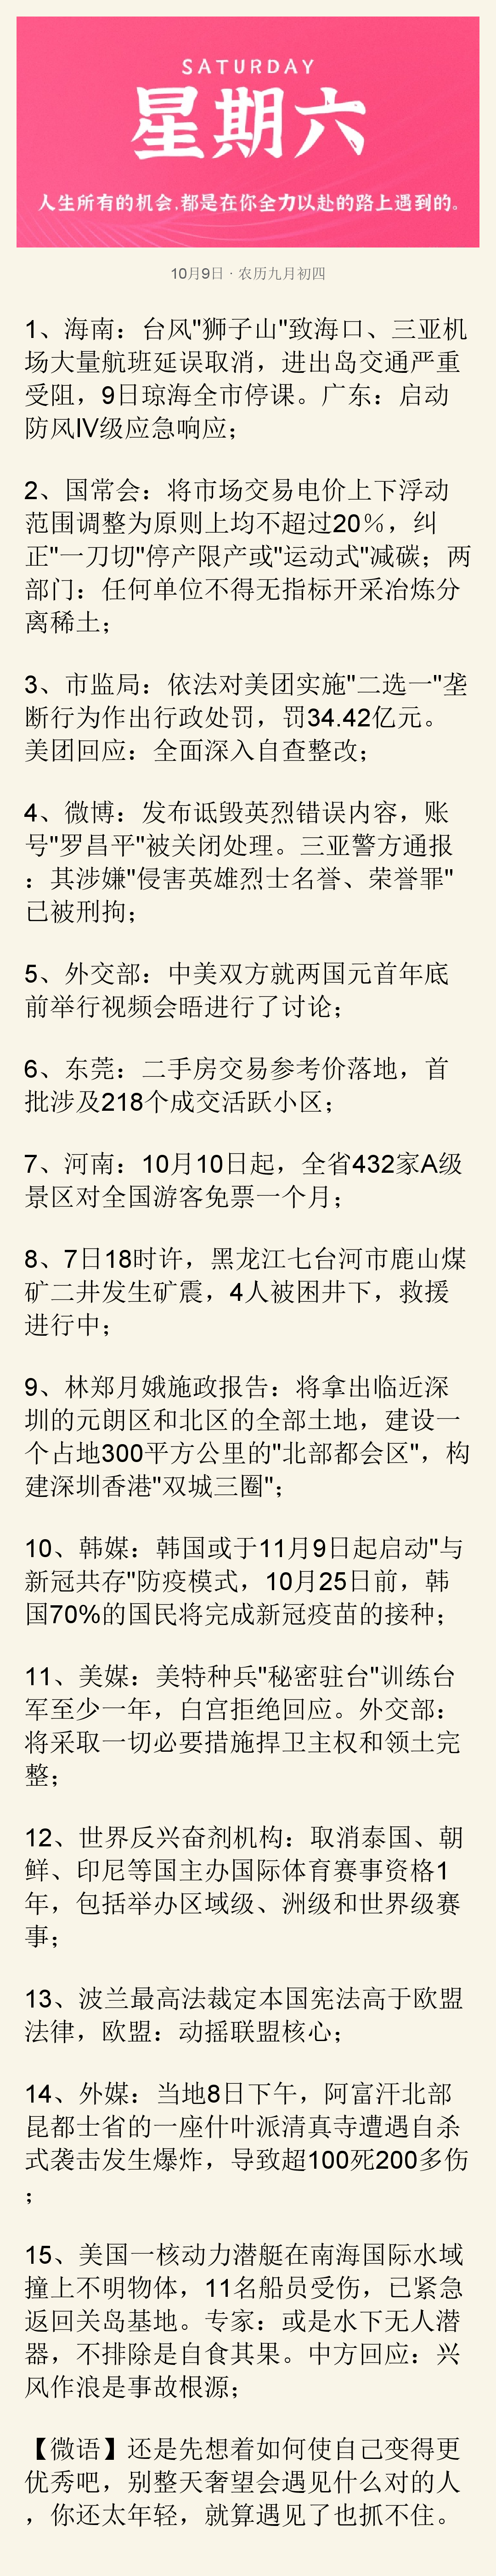 SATURDAY
星期六
人生所有的机会,都是在你全力以赴的路上遇到的。
10月9日 · 农历九月初四
1、海南：台风"狮子山"致海口、三亚机
场大量航班延误取消，进出岛交通严重
受阻，9日琼海全市停课。广东：启动
防风IV级应急响应；
2、国常会：将市场交易电价上下浮动
范围调整为原则上均不超过20％，纠
正"一刀切"停产限产或"运动式"减碳；两
部门：任何单位不得无指标开采冶炼分
离稀土；
3、市监局：依法对美团实施"二选一"垄
断行为作出行政处罚，罚34.42亿元。
美团回应：全面深入自查整改；
4、微博：发布诋毁英烈错误内容，账
号"罗昌平"被关闭处理。三亚警方通报
：其涉嫌"侵害英雄烈士名誉、荣誉罪"
已被刑拘；
5、外交部：中美双方就两国元首年底
前举行视频会晤进行了讨论；
6、东莞：二手房交易参考价落地，首
批涉及218个成交活跃小区；
7、河南：10月10日起，全省432家A级
景区对全国游客免票一个月；
8、7日18时许，黑龙江七台河市鹿山煤
矿二井发生矿震，4人被困井下，救援
进行中；
9、林郑月娥施政报告：将拿出临近深
圳的元朗区和北区的全部土地，建设一
个占地300平方公里的"北部都会区"，构
建深圳香港"双城三圈"；
10、韩媒：韩国或于11月9日起启动"与
新冠共存"防疫模式，10月25日前，韩
国70%的国民将完成新冠疫苗的接种；
11、美媒：美特种兵"秘密驻台"训练台
军至少一年，白宫拒绝回应。外交部：
将采取一切必要措施捍卫主权和领土完
整；
12、世界反兴奋剂机构：取消泰国、朝
鲜、印尼等国主办国际体育赛事资格1
年，包括举办区域级、洲级和世界级赛
事；
13、波兰最高法裁定本国宪法高于欧盟
法律，欧盟：动摇联盟核心；
14、外媒：当地8日下午，阿富汗北部
昆都士省的一座什叶派清真寺遭遇自杀
式袭击发生爆炸，导致超100死200多伤
；
15、美国一核动力潜艇在南海国际水域
撞上不明物体，11名船员受伤，已紧急
返回关岛基地。专家：或是水下无人潜
器，不排除是自食其果。中方回应：兴
风作浪是事故根源；
【微语】还是先想着如何使自己变得更
优秀吧，别整天奢望会遇见什么对的人
，你还太年轻，就算遇见了也抓不住。